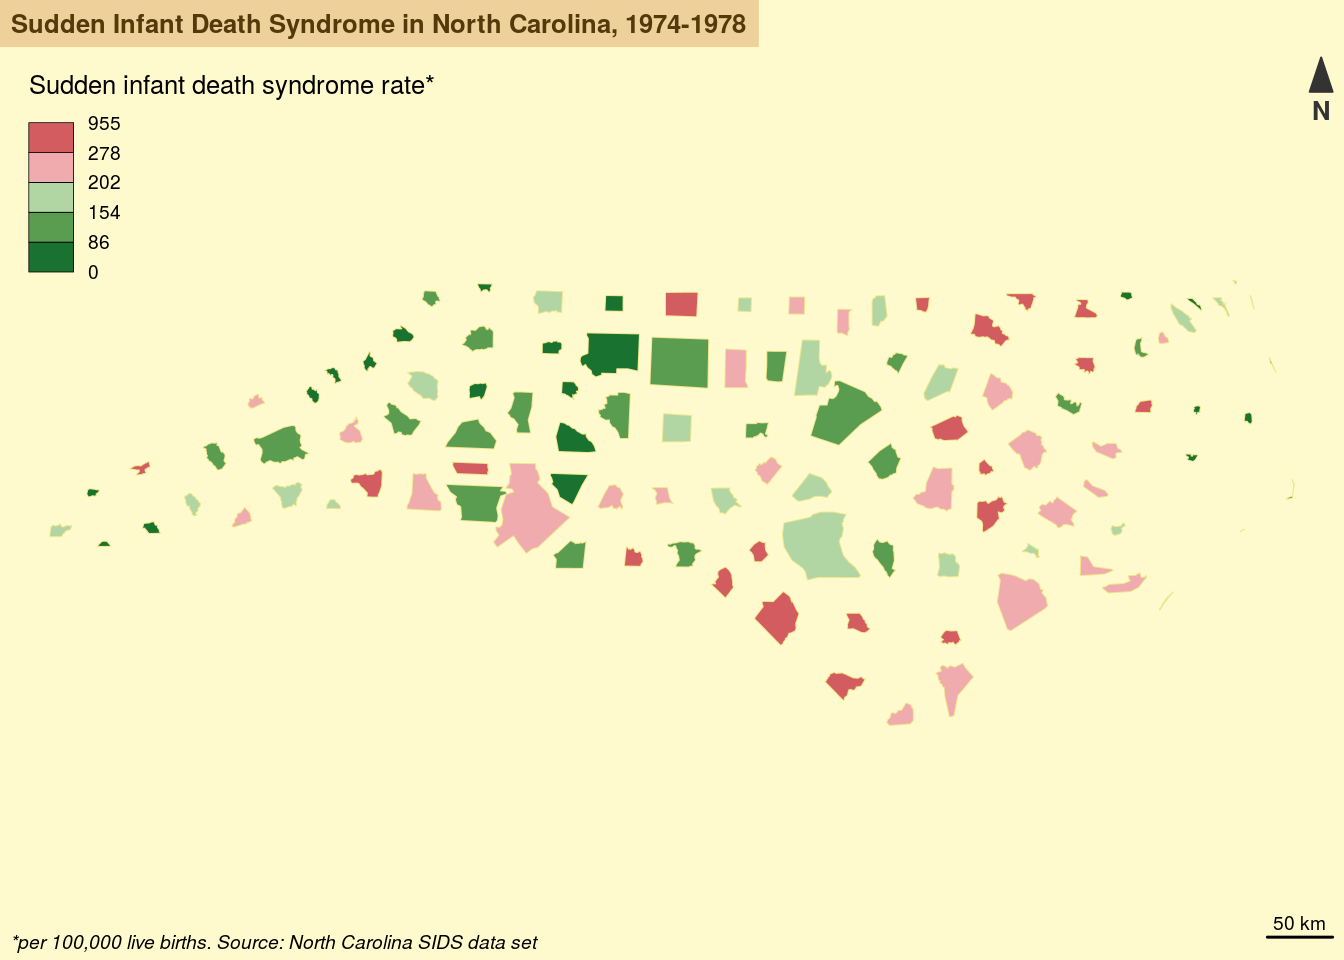 Sudden Infant Death Syndrome in North Carolina, 1974-1978
Sudden infant death syndrome rate*
955
278
202
154
86
0
N
50 km
*per 100,000 live births. Source: North Carolina SIDS data set